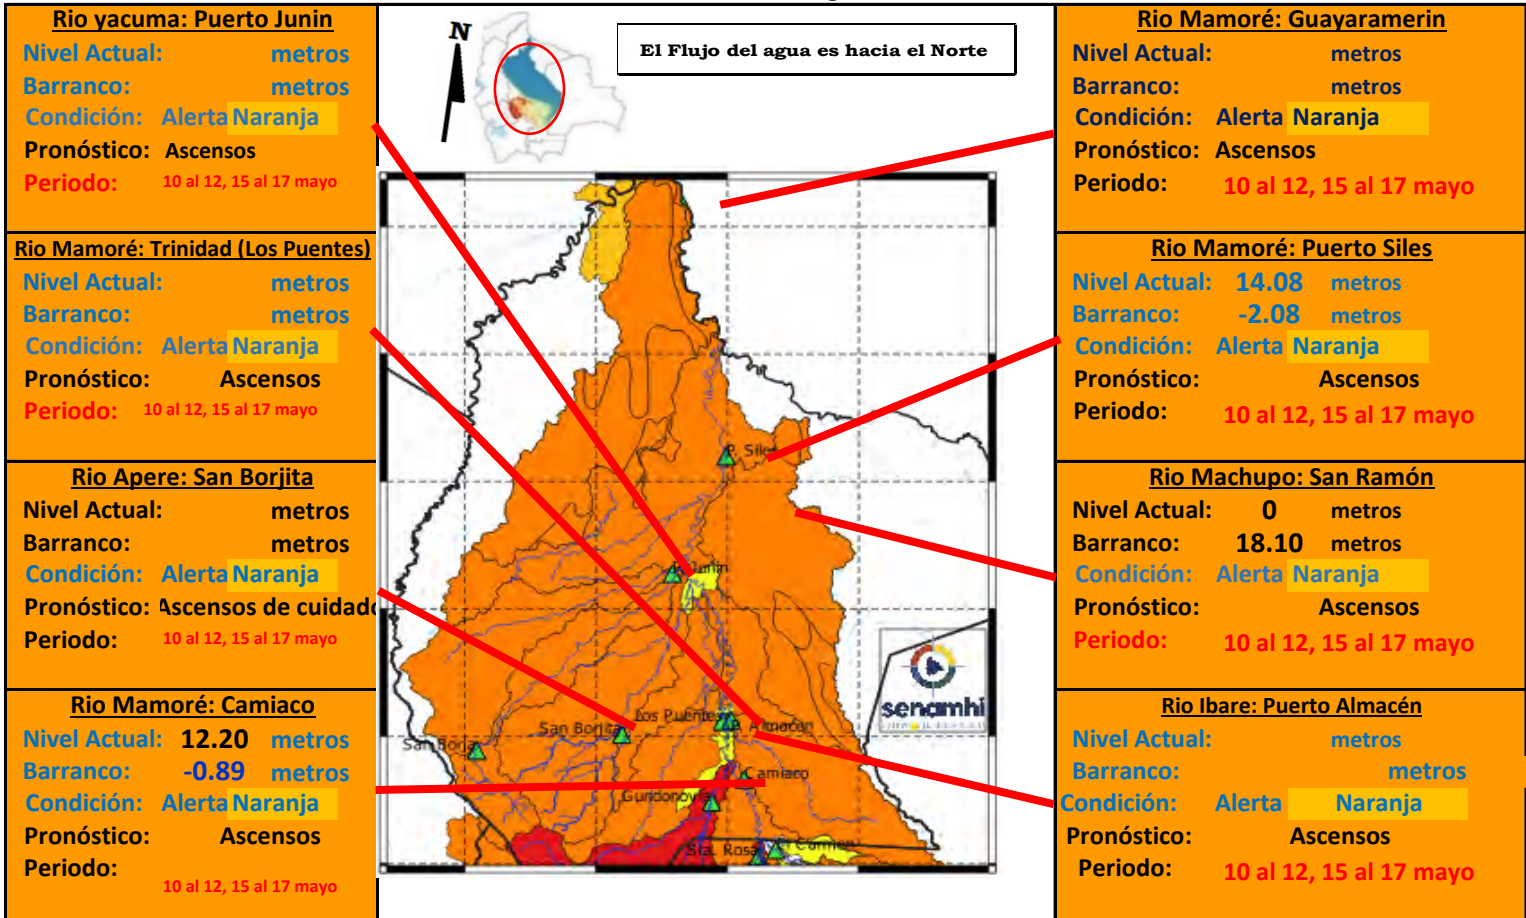 Rio yacuma: Puerto Junin
Nivel Actual: metros
Barranco: metros
Condición: Alerta Naranja
Pronóstico: Ascensos
Periodo: 10 al 12, 15 al 17 mayo
Rio Mamoré: Trinidad (Los Puentes)
Nivel Actual: metros
Barranco: metros
Condición: Alerta Naranja
Pronóstico: Ascensos
Periodo: 10 al 12, 15 al 17 mayo
Rio Apere: San Borjita
Nivel Actual: metros
Barranco: metros
Condición: Alerta Naranja
Pronóstico: Ascensos de cuidado
Periodo: 10 al 12, 15 al 17 mayo
Rio Mamoré: Camiaco
Nivel Actual: 12.20 metros
Barranco: -0.89 metros
Condición: Alerta Naranja
Pronóstico: Ascensos
Periodo:
10 al 12, 15 al 17 mayo
N
El Flujo del agua es hacia el Norte
P. Siles
Junin
senamhi
Los Puentes
P. Almacén
San Borjita
San Borja
Camiaco
Gundonovia
Sta. Rosa
El Carmen
Rio Mamoré: Guayaramerin
Nivel Actual: metros
Barranco: metros
Condición: Alerta Naranja
Pronóstico: Ascensos
Periodo: 10 al 12, 15 al 17 mayo
Rio Mamoré: Puerto Siles
Nivel Actual: 14.08 metros
Barranco: -2.08 metros
Condición: Alerta Naranja
Pronóstico: Ascensos
Periodo: 10 al 12, 15 al 17 mayo
Rio Machupo: San Ramón
Nivel Actual: 0 metros
Barranco: 18.10 metros
Condición: Alerta Naranja
Pronóstico: Ascensos
Periodo: 10 al 12, 15 al 17 mayo
Rio Ibare: Puerto Almacén
Nivel Actual: metros
Barranco: metros
Condición: Alerta Naranja
Pronóstico: Ascensos
Periodo: 10 al 12, 15 al 17 mayo